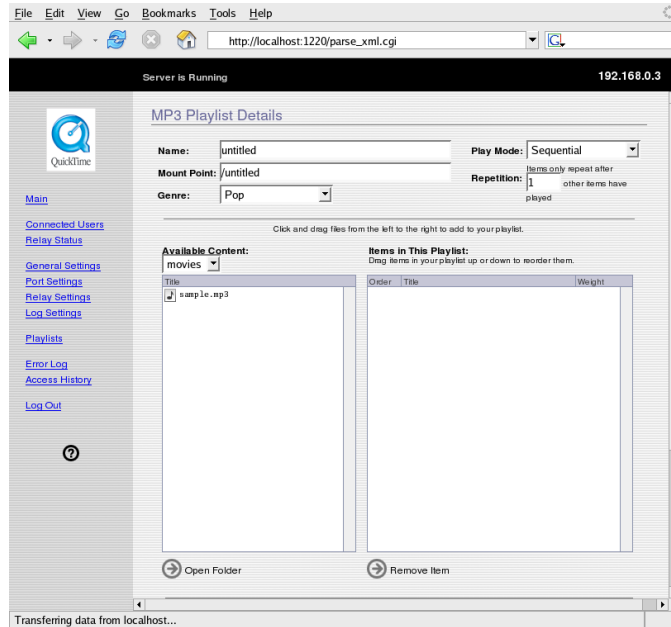 File Edit View Go Bookmarks Tools Help
http://localhost:1220/parse_xml.cgi
G
Server is Running 192.168.0.3
QuickTime
Main
Connected Users
Relay Status
General Settings
Port Settings
Relay Settings
Log Settings
Playlists
Error Log
Access History
Log Out
?
MP3 Playlist Details
Name: untitled
Mount Point: /untitled
Genre: Pop
Play Mode: Sequential
Repetition: Items only repeat after
1 other items have
played
Click and drag files from the left to the right to add to your playlist.
Available Content:
movies
Title
sample.mp3
Open Folder
Items in This Playlist:
Drag items in your playlist up or down to reorder them.
Order Title Weight
Remove Item
Transferring data from localhost...